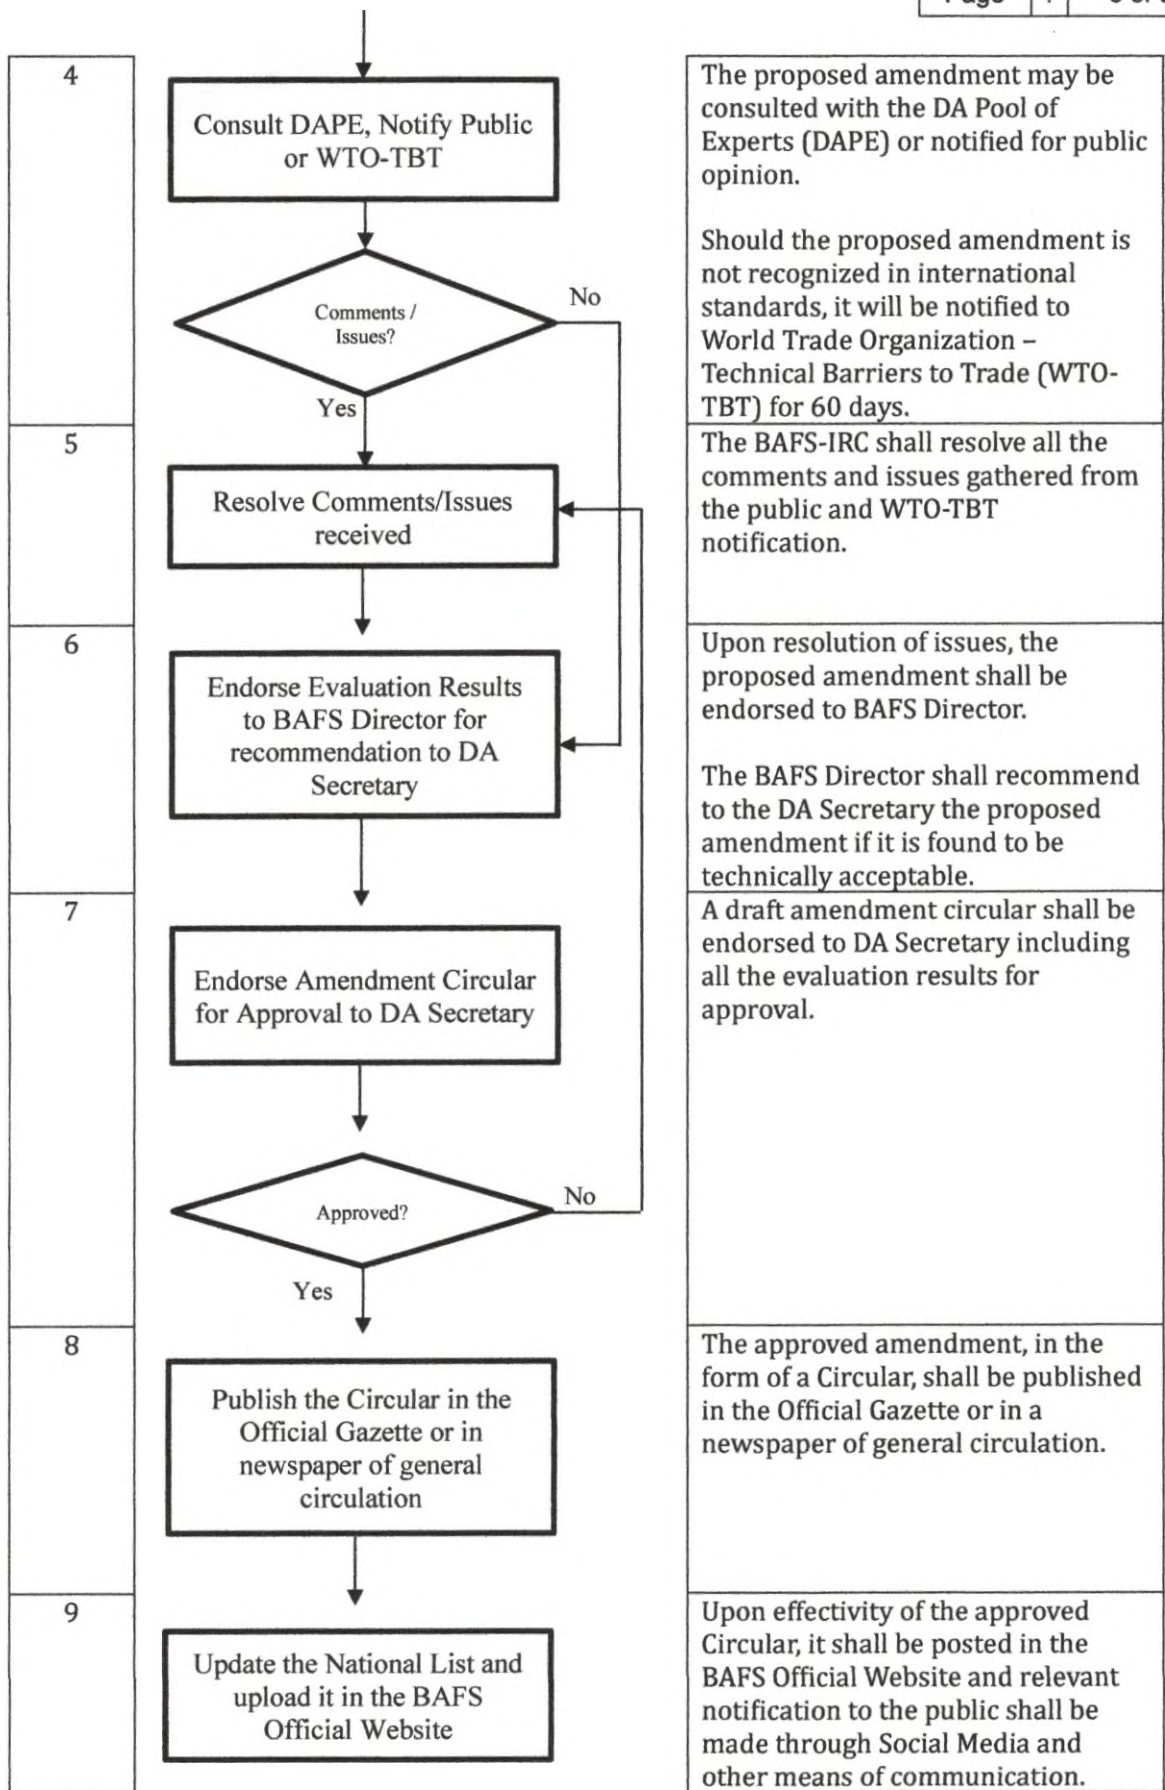 Page
4
Consult DAPE, Notify Public
or WTO-TBT
The proposed amendment may be
consulted with the DA Pool of
Experts (DAPE) or notified for public
opinion.
Should the proposed amendment is
not recognized in international
standards, it will be notified to
World Trade Organization –
Technical Barriers to Trade (WTO-
TBT) for 60 days.
Comments /
Issues?
No
Yes
5
Resolve Comments/Issues
received
The BAFS-IRC shall resolve all the
comments and issues gathered from
the public and WTO-TBT
notification.
6
Endorse Evaluation Results
to BAFS Director for
recommendation to DA
Secretary
Upon resolution of issues, the
proposed amendment shall be
endorsed to BAFS Director.
The BAFS Director shall recommend
to the DA Secretary the proposed
amendment if it is found to be
technically acceptable.
7
Endorse Amendment Circular
for Approval to DA Secretary
A draft amendment circular shall be
endorsed to DA Secretary including
all the evaluation results for
approval.
Approved?
No
Yes
8
Publish the Circular in the
Official Gazette or in
newspaper of general
circulation
The approved amendment, in the
form of a Circular, shall be published
in the Official Gazette or in a
newspaper of general circulation.
9
Update the National List and
upload it in the BAFS
Official Website
Upon effectivity of the approved
Circular, it shall be posted in the
BAFS Official Website and relevant
notification to the public shall be
made through Social Media and
other means of communication.